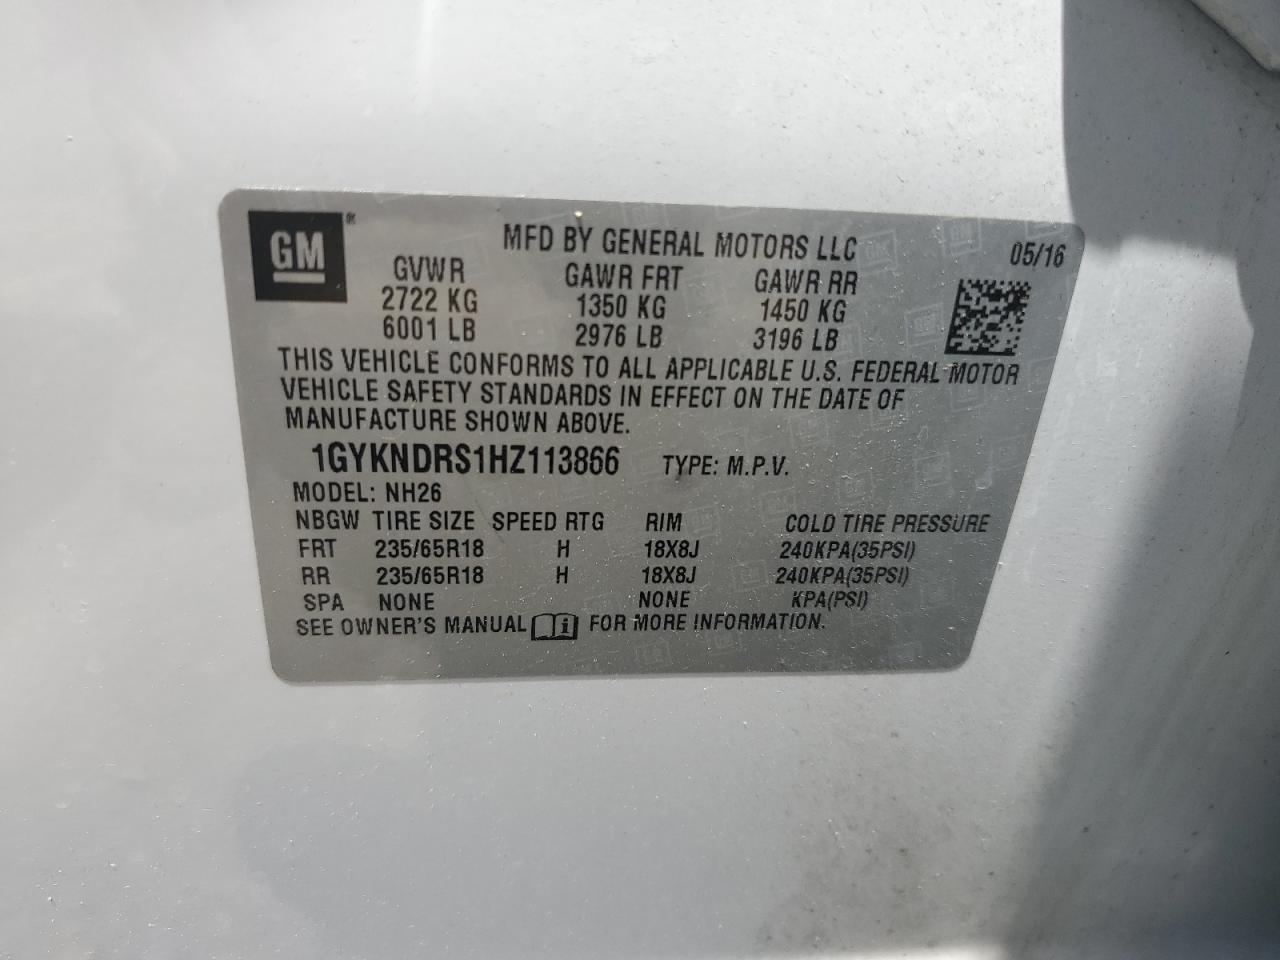 GM®
MFD BY GENERAL MOTORS LLC 05/16
GVWR GAWR FRT GAWR RR
2722 KG 1350 KG 1450 KG
6001 LB 2976 LB 3196 LB
THIS VEHICLE CONFORMS TO ALL APPLICABLE U.S. FEDERAL MOTOR
VEHICLE SAFETY STANDARDS IN EFFECT ON THE DATE OF
MANUFACTURE SHOWN ABOVE.
1GYKNDRS1HZ113866 TYPE: M.P.V.
MODEL: NH26
NBGW TIRE SIZE SPEED RTG RIM COLD TIRE PRESSURE
FRT 235/65R18 H 18X8J 240KPA(35PSI)
RR 235/65R18 H 18X8J 240KPA(35PSI)
SPA NONE NONE KPA(PSI)
SEE OWNER'S MANUAL i FOR MORE INFORMATION.